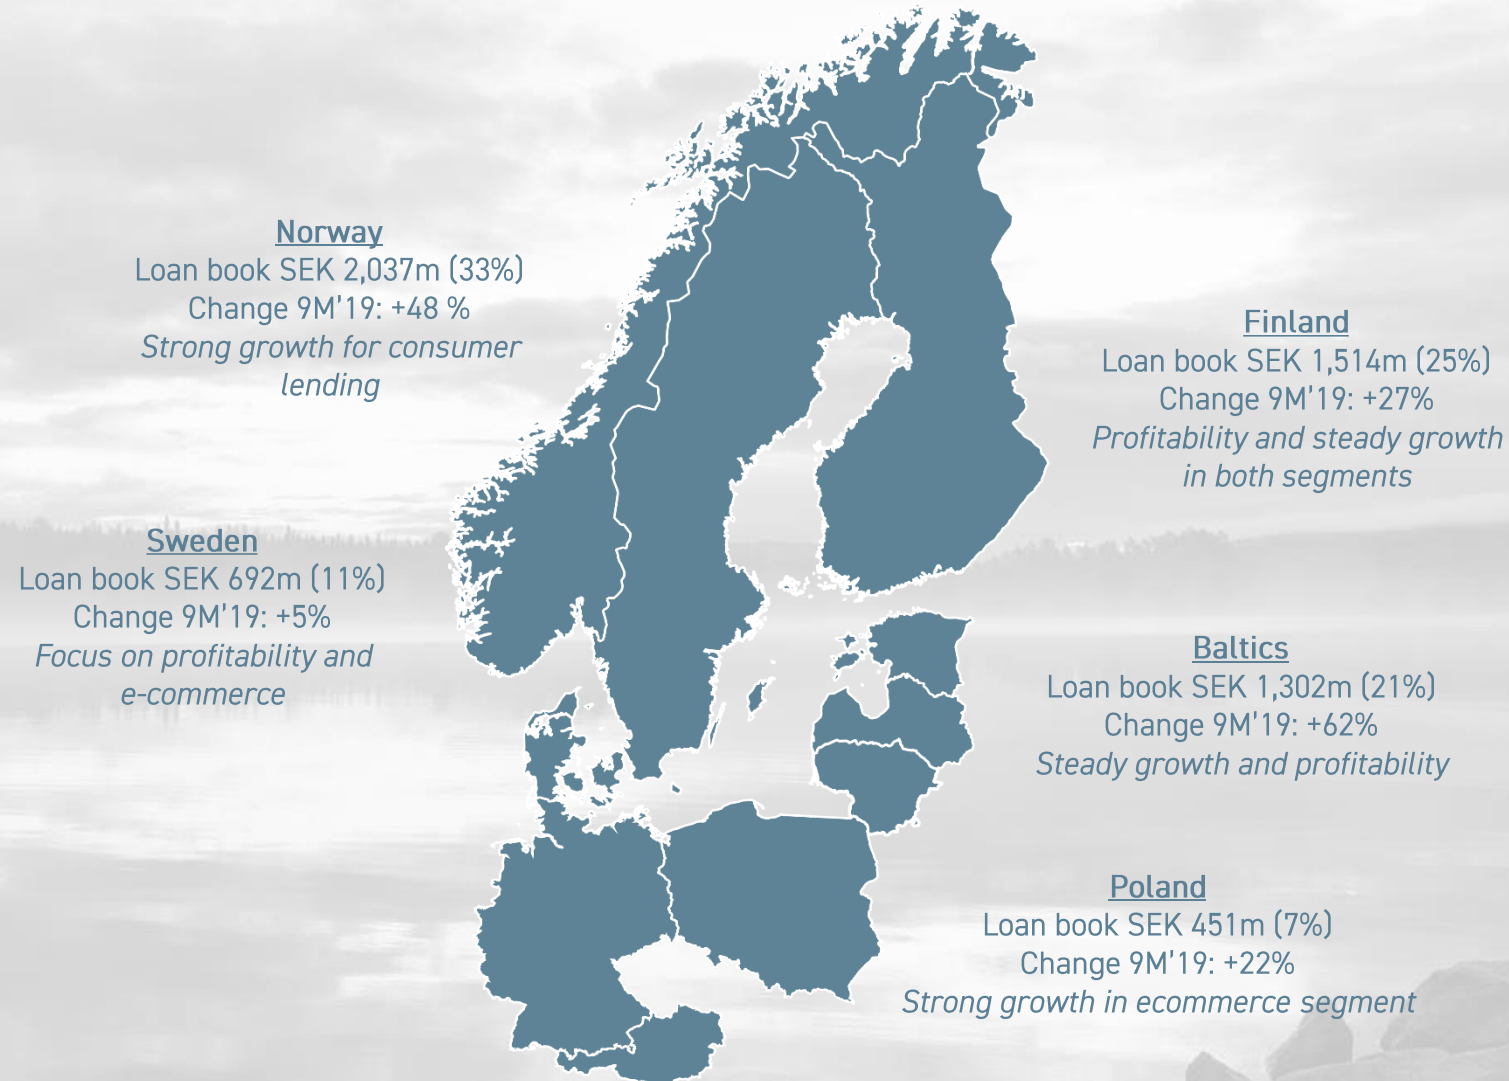 Norway
Loan book SEK 2,037m (33%)
Change 9M'19: +48 %
Strong growth for consumer
lending
Sweden
Loan book SEK 692m (11%)
Change 9M'19: +5%
Focus on profitability and
e-commerce
Finland
Loan book SEK 1,514m (25%)
Change 9M'19: +27%
Profitability and steady growth
in both segments
Baltics
Loan book SEK 1,302m (21%)
Change 9M'19: +62%
Steady growth and profitability
Poland
Loan book SEK 451m (7%)
Change 9M'19: +22%
Strong growth in ecommerce segment